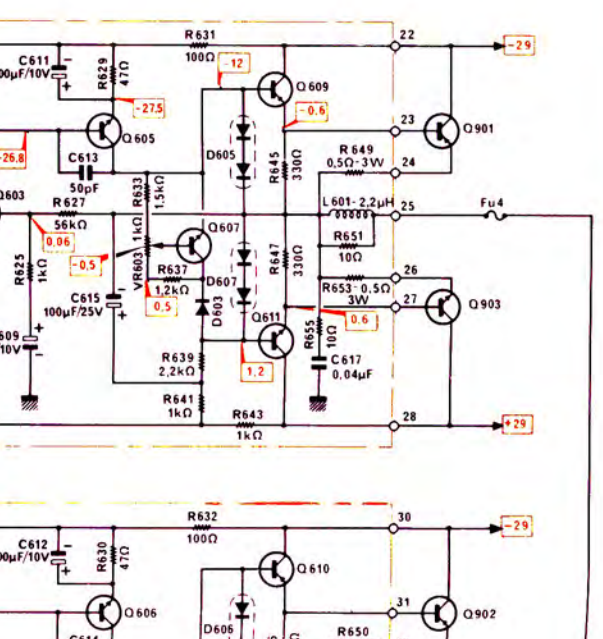 R631
22
-29
C611
100Ω
00µF/10V
R629
47Ω
-12
Q609
-27,5
-0,6
23
Q605
Q901
-26,8
C613
D605
R649
0,5Ω-3W
24
50pF
R645
330Ω
Q603
R627
R633
1,5kΩ
L601-2,2µH
25
Fu4
56kΩ
0,06
1kΩ
Q607
R651
10Ω
R625
1kΩ
-0,5
VR603
R637
D607
R647
330Ω
26
1,2kΩ
R653-0,5Ω
3W
27
Q903
C615
100µF/25V
0,5
D603
Q611
0,6
R655
10Ω
609
10V
R639
2,2kΩ
1,2
C617
0,04µF
R641
1kΩ
R643
1kΩ
28
+29
R632
30
-29
100Ω
C612
00µF/10V
R630
47Ω
Q610
31
Q606
Q902
D606
R650
C614